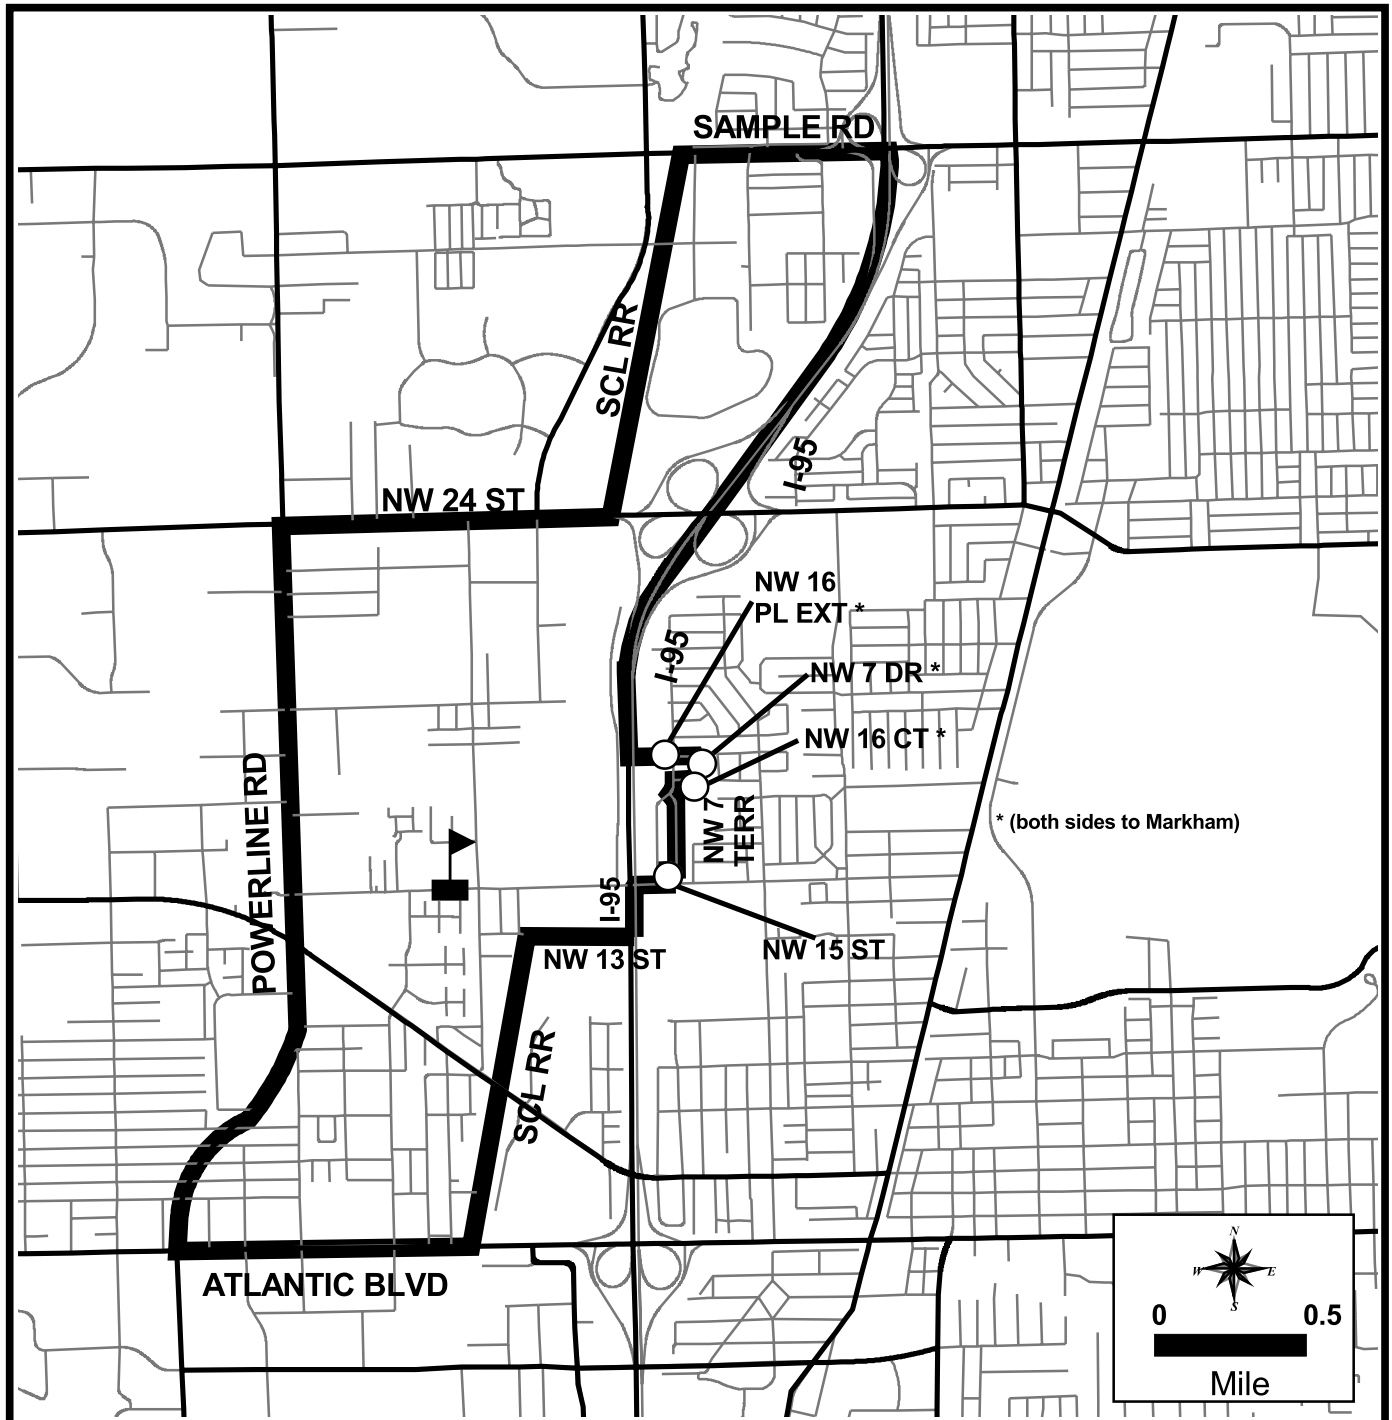 SAMPLE RD
SCL RR
I-95
NW 24 ST
NW 16
PL EXT *
I-95
NW 7 DR *
NW 16 CT *
POWERLINE RD
NW 7
TERR
* (both sides to Markham)
I-95
NW 15 ST
NW 13 ST
SCL RR
ATLANTIC BLVD
N
W
E
S
0
0.5
Mile